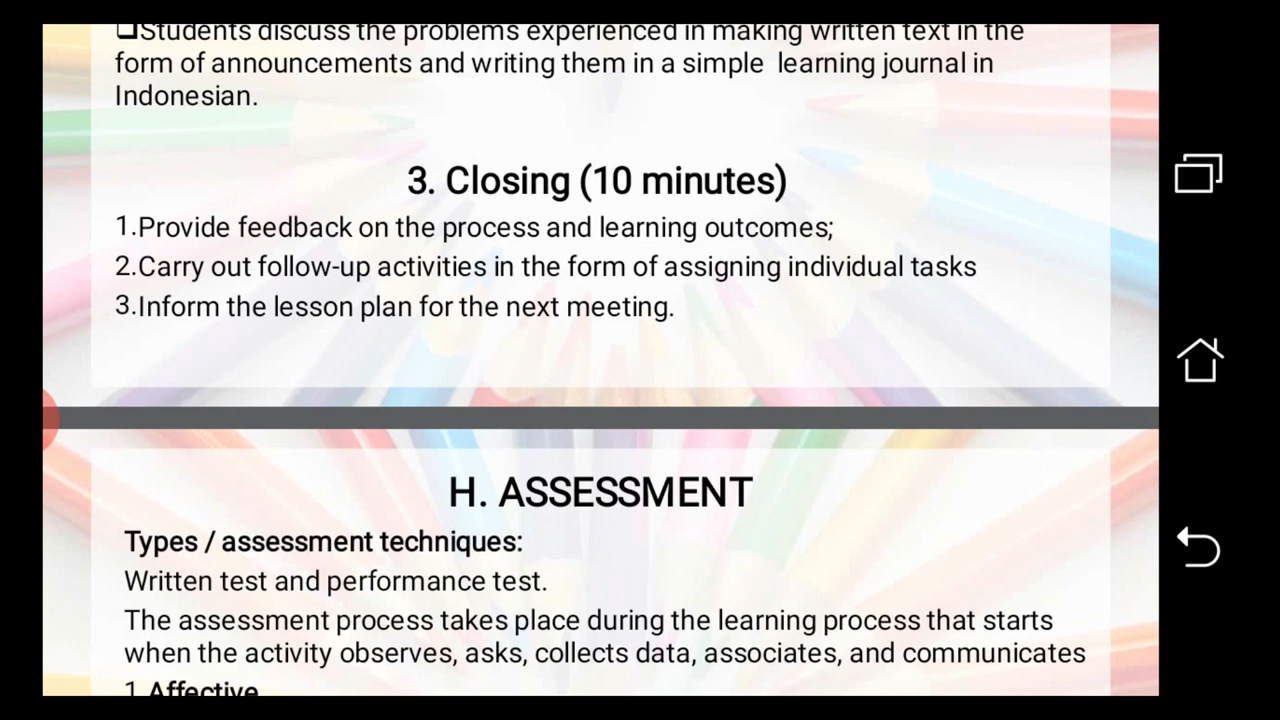 ❑Students discuss the problems experienced in making written text in the
form of announcements and writing them in a simple learning journal in
Indonesian.
3. Closing (10 minutes)
1.Provide feedback on the process and learning outcomes;
2.Carry out follow-up activities in the form of assigning individual tasks
3.Inform the lesson plan for the next meeting.
H. ASSESSMENT
Types / assessment techniques:
Written test and performance test.
The assessment process takes place during the learning process that starts
when the activity observes, asks, collects data, associates, and communicates
1 Affective